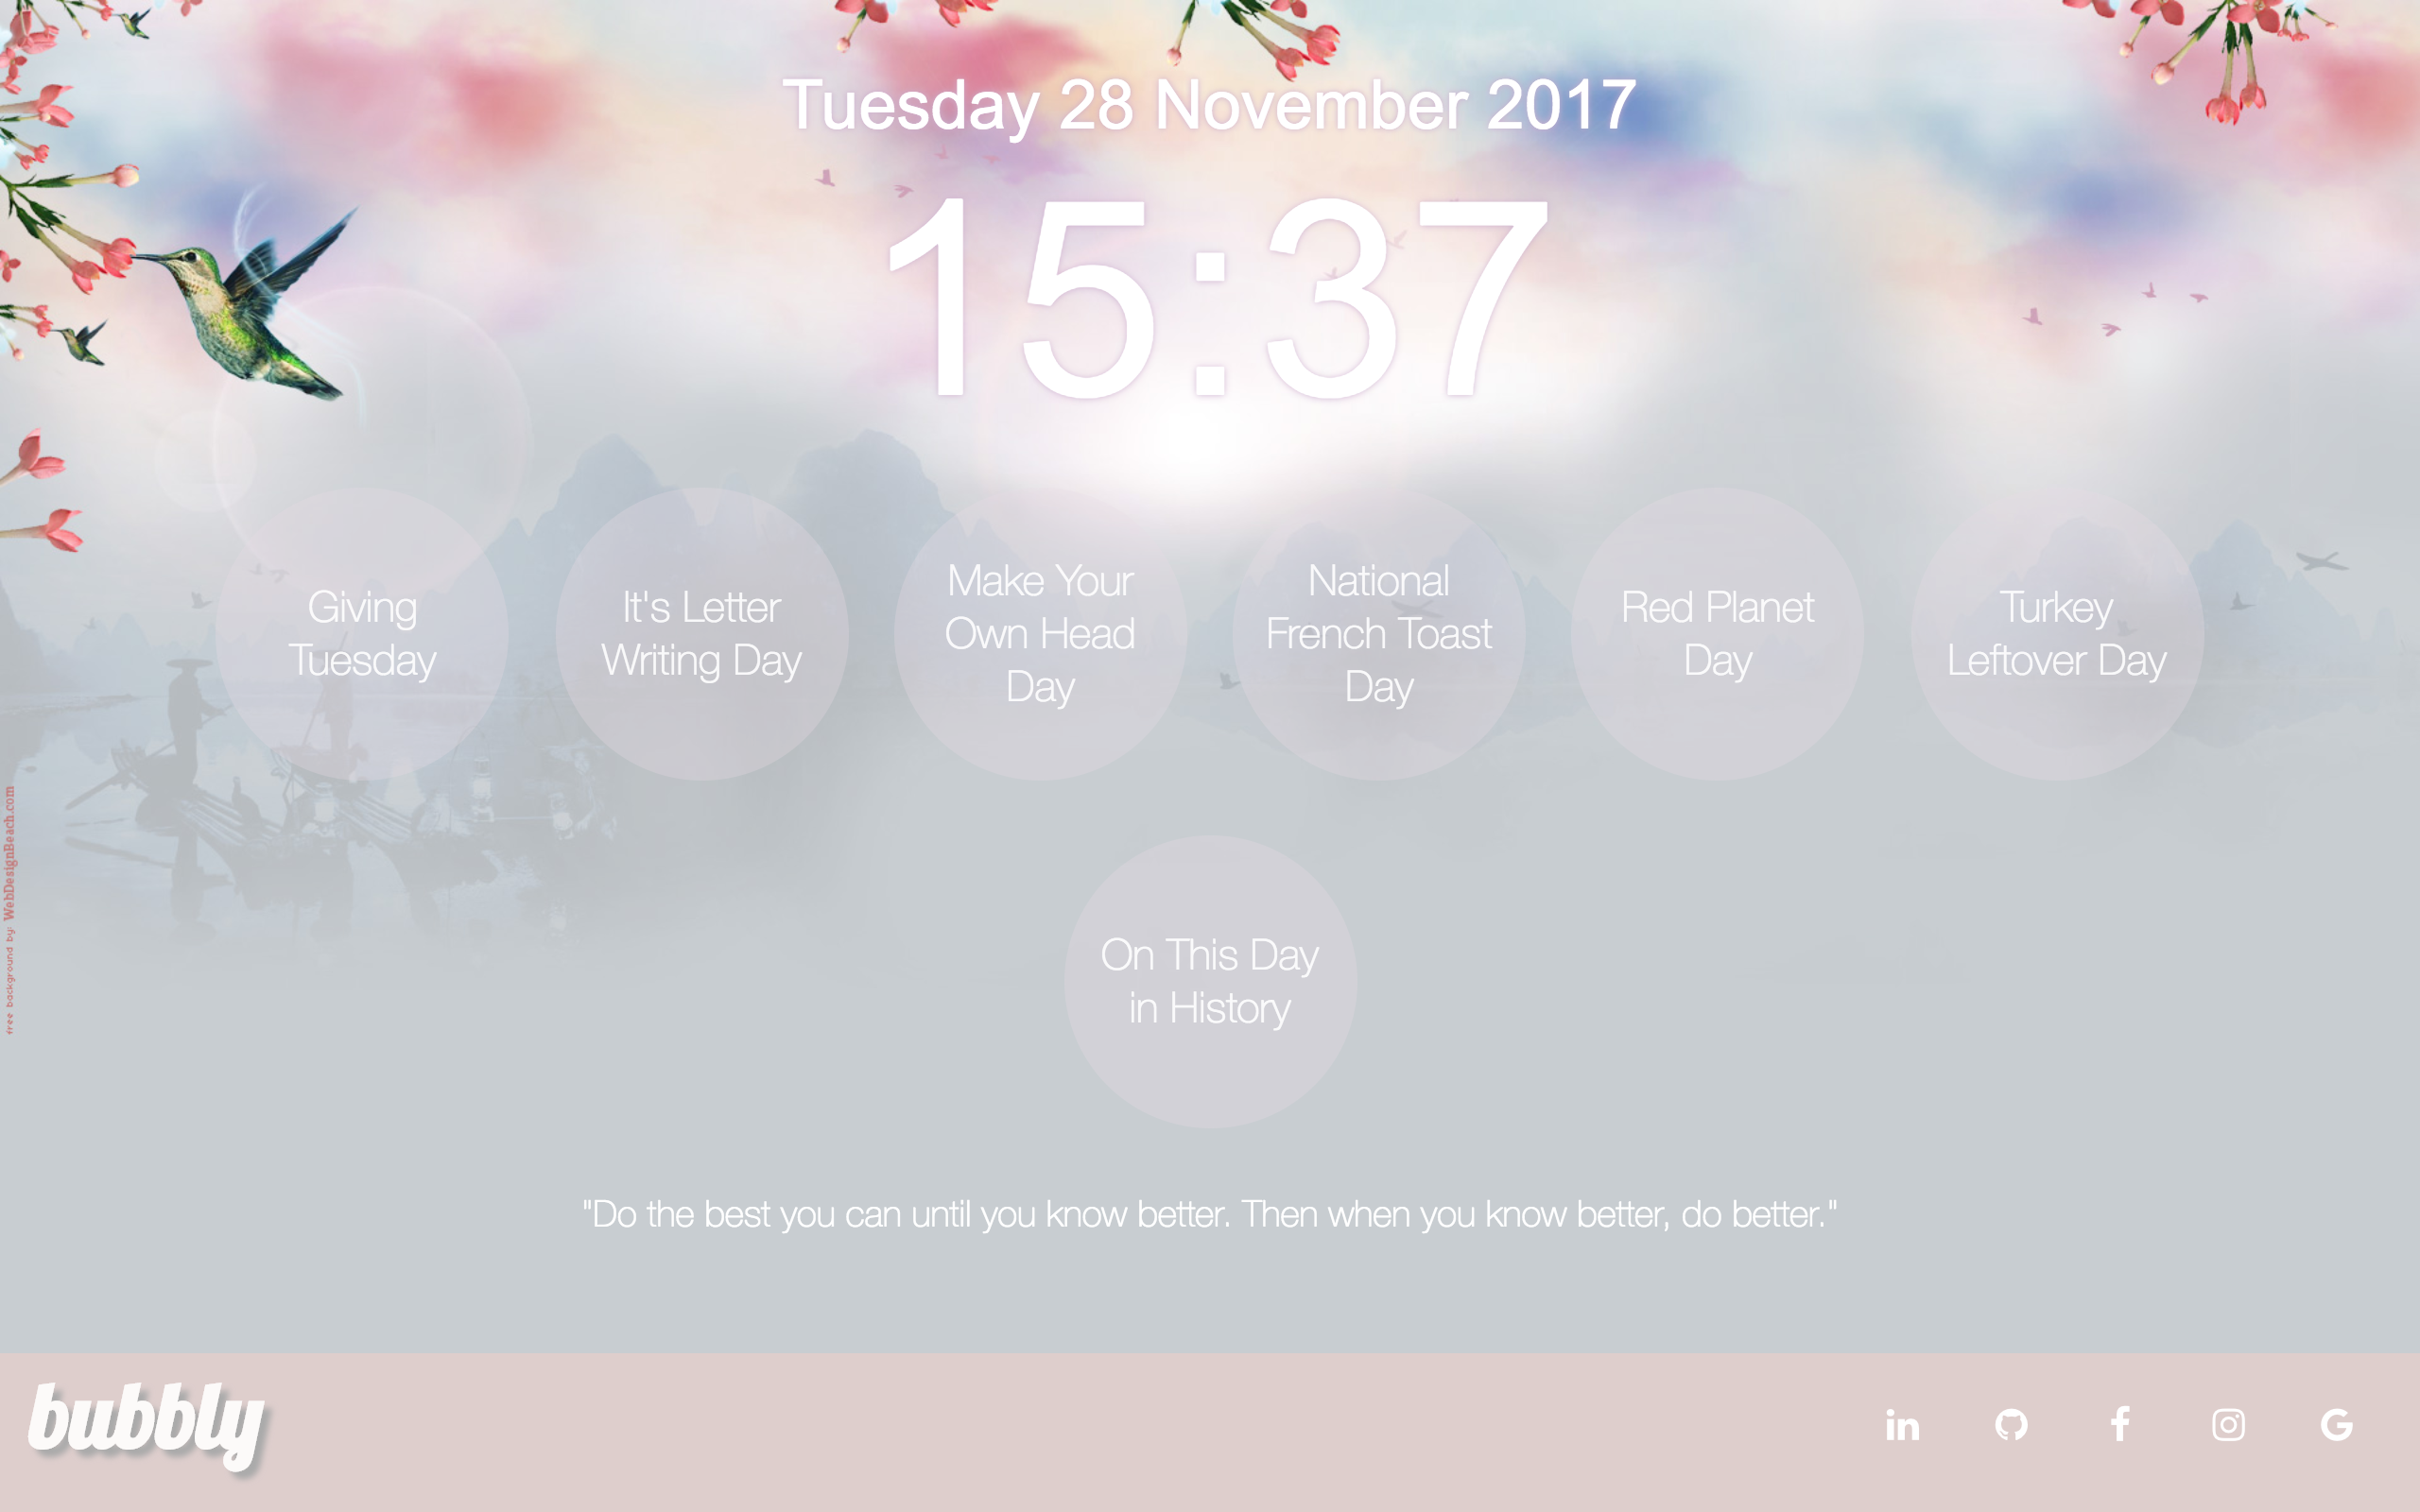 Tuesday 28 November 2017
15:37
Giving
Tuesday
It's Letter
Writing Day
Make Your
Own Head
Day
National
French Toast
Day
Red Planet
Day
Turkey
Leftover Day
On This Day
in History
free background by: WebDesignBeach.com
"Do the best you can until you know better. Then when you know better, do better."
bubbly